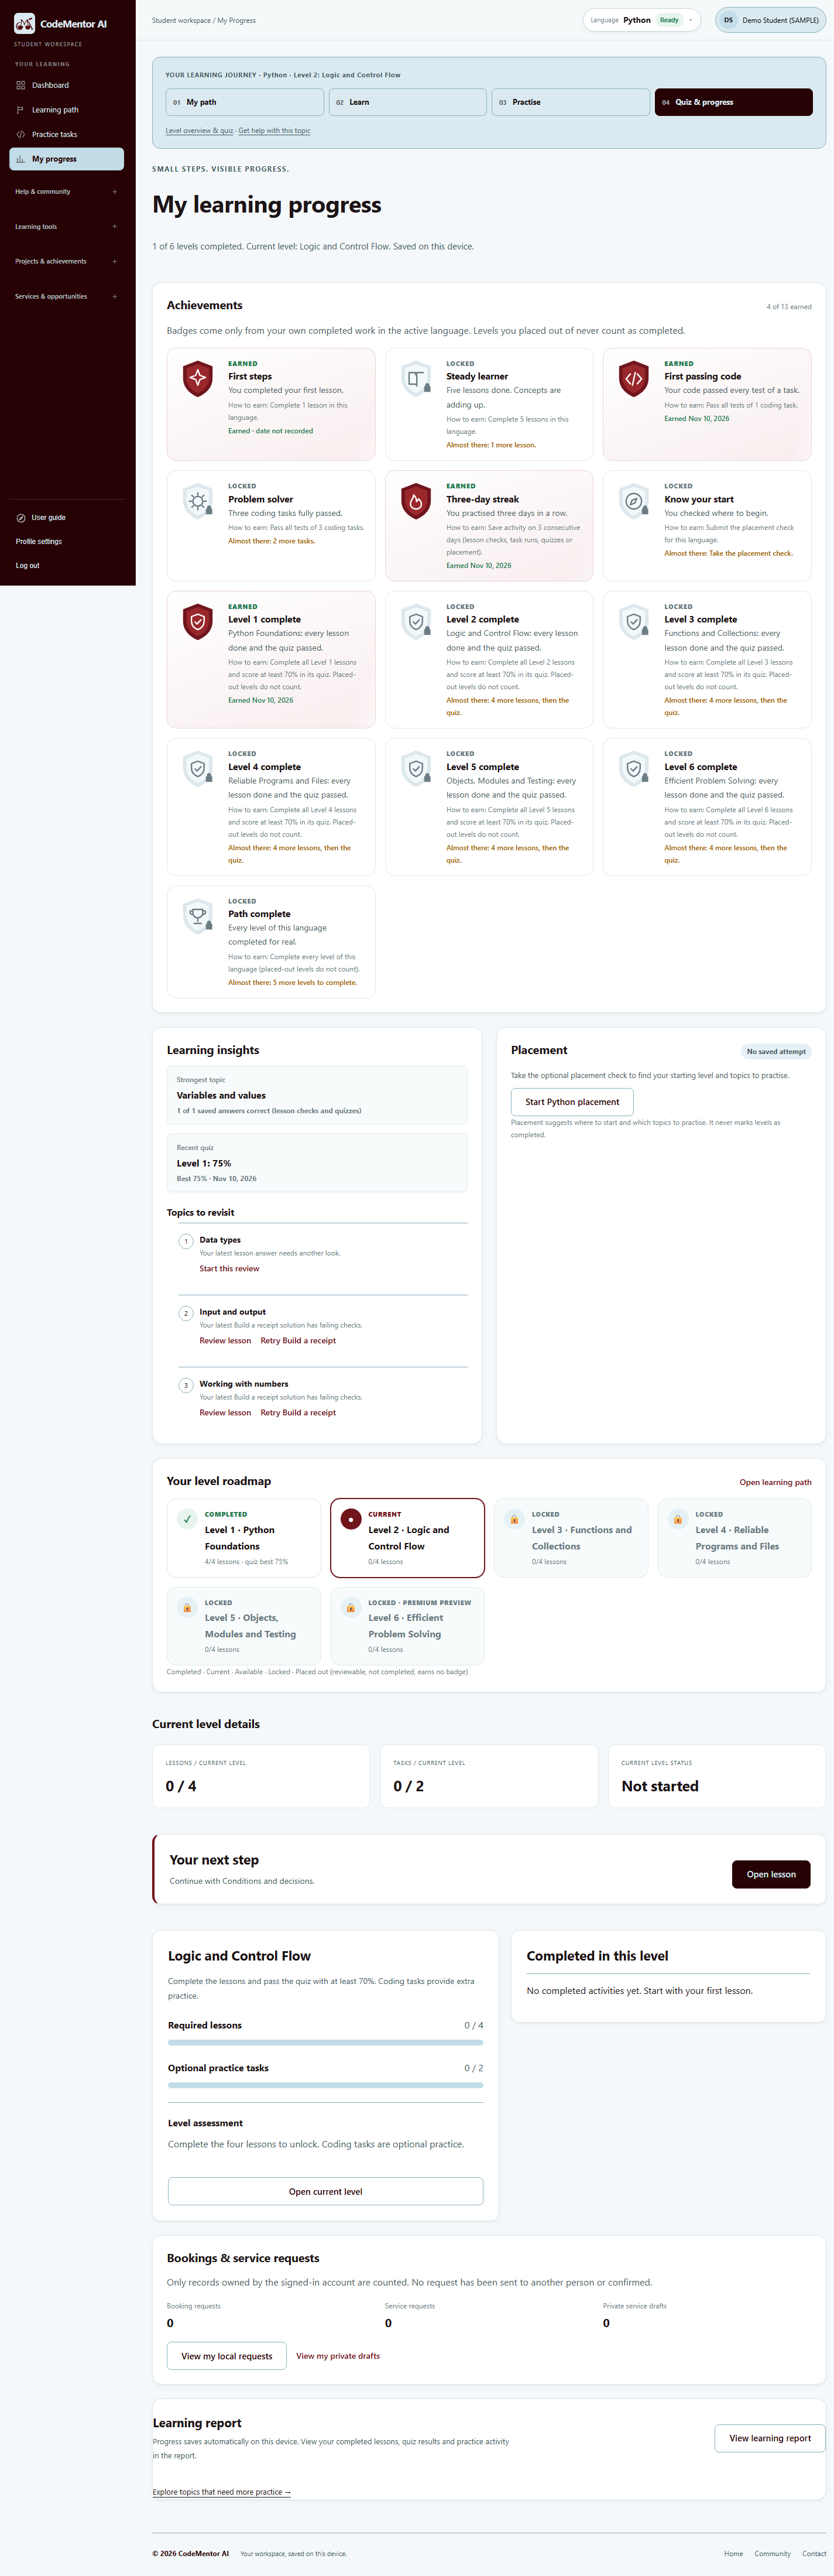 CodeMentor AI
STUDENT WORKSPACE
YOUR LEARNING
Dashboard
Learning path
Practice tasks
My progress
Help & community +
Learning tools +
Projects & achievements +
Services & opportunities +
User guide
Profile settings
Log out
Student workspace / My Progress
Language Python Ready
DS Demo Student (SAMPLE)
YOUR LEARNING JOURNEY · Python · Level 2: Logic and Control Flow
01 My path
02 Learn
03 Practise
04 Quiz & progress
Level overview & quiz · Get help with this topic
SMALL STEPS. VISIBLE PROGRESS.
My learning progress
1 of 6 levels completed. Current level: Logic and Control Flow. Saved on this device.
Achievements
4 of 13 earned
Badges come only from your own completed work in the active language. Levels you placed out of never count as completed.
EARNED
First steps
You completed your first lesson.
How to earn: Complete 1 lesson in this
language.
Earned · date not recorded
LOCKED
Steady learner
Five lessons done. Concepts are
adding up.
How to earn: Complete 5 lessons in this
language.
Almost there: 1 more lesson.
EARNED
First passing code
Your code passed every test of a task.
How to earn: Pass all tests of 1 coding task.
Earned Nov 10, 2026
LOCKED
Problem solver
Three coding tasks fully passed.
How to earn: Pass all tests of 3 coding tasks.
Almost there: 2 more tasks.
EARNED
Three-day streak
You practised three days in a row.
How to earn: Save activity on 3 consecutive
days (lesson checks, task runs, quizzes or
placement).
Earned Nov 10, 2026
LOCKED
Know your start
You checked where to begin.
How to earn: Submit the placement check
for this language.
Almost there: Take the placement check.
EARNED
Level 1 complete
Python Foundations: every lesson
done and the quiz passed.
How to earn: Complete all Level 1 lessons
and score at least 70% in its quiz. Placed-
out levels do not count.
Earned Nov 10, 2026
LOCKED
Level 2 complete
Logic and Control Flow: every lesson
done and the quiz passed.
How to earn: Complete all Level 2 lessons
and score at least 70% in its quiz. Placed-
out levels do not count.
Almost there: 4 more lessons, then the
quiz.
LOCKED
Level 3 complete
Functions and Collections: every
lesson done and the quiz passed.
How to earn: Complete all Level 3 lessons
and score at least 70% in its quiz. Placed-
out levels do not count.
Almost there: 4 more lessons, then the
quiz.
LOCKED
Level 4 complete
Reliable Programs and Files: every
lesson done and the quiz passed.
How to earn: Complete all Level 4 lessons
and score at least 70% in its quiz. Placed-
out levels do not count.
Almost there: 4 more lessons, then the
quiz.
LOCKED
Level 5 complete
Objects, Modules and Testing: every
lesson done and the quiz passed.
How to earn: Complete all Level 5 lessons
and score at least 70% in its quiz. Placed-
out levels do not count.
Almost there: 4 more lessons, then the
quiz.
LOCKED
Level 6 complete
Efficient Problem Solving: every
lesson done and the quiz passed.
How to earn: Complete all Level 6 lessons
and score at least 70% in its quiz. Placed-
out levels do not count.
Almost there: 4 more lessons, then the
quiz.
LOCKED
Path complete
Every level of this language
completed for real.
How to earn: Complete every level of this
language (placed-out levels do not count).
Almost there: 5 more levels to complete.
Learning insights
Strongest topic
Variables and values
1 of 1 saved answers correct (lesson checks and quizzes)
Recent quiz
Level 1: 75%
Best 75% · Nov 10, 2026
Topics to revisit
1 Data types
Your latest lesson answer needs another look.
Start this review
2 Input and output
Your latest Build a receipt solution has failing checks.
Review lesson Retry Build a receipt
3 Working with numbers
Your latest Build a receipt solution has failing checks.
Review lesson Retry Build a receipt
Placement
No saved attempt
Take the optional placement check to find your starting level and topics to practise.
Start Python placement
Placement suggests where to start and which topics to practise. It never marks levels as
completed.
Your level roadmap
Open learning path
COMPLETED
Level 1 · Python
Foundations
4/4 lessons · quiz best 75%
CURRENT
Level 2 · Logic and
Control Flow
0/4 lessons
LOCKED
Level 3 · Functions and
Collections
0/4 lessons
LOCKED
Level 4 · Reliable
Programs and Files
0/4 lessons
LOCKED
Level 5 · Objects,
Modules and Testing
0/4 lessons
LOCKED · PREMIUM PREVIEW
Level 6 · Efficient
Problem Solving
0/4 lessons
Completed · Current · Available · Locked · Placed out (reviewable, not completed, earns no badge)
Current level details
LESSONS / CURRENT LEVEL
0 / 4
TASKS / CURRENT LEVEL
0 / 2
CURRENT LEVEL STATUS
Not started
Your next step
Continue with Conditions and decisions.
Open lesson
Logic and Control Flow
Complete the lessons and pass the quiz with at least 70%. Coding tasks provide extra
practice.
Required lessons 0 / 4
Optional practice tasks 0 / 2
Level assessment
Complete the four lessons to unlock. Coding tasks are optional practice.
Open current level
Completed in this level
No completed activities yet. Start with your first lesson.
Bookings & service requests
Only records owned by the signed-in account are counted. No request has been sent to another person or confirmed.
Booking requests
0
Service requests
0
Private service drafts
0
View my local requests
View my private drafts
Learning report
Progress saves automatically on this device. View your completed lessons, quiz results and practice activity
in the report.
View learning report
Explore topics that need more practice →
© 2026 CodeMentor AI Your workspace, saved on this device.
Home Community Contact